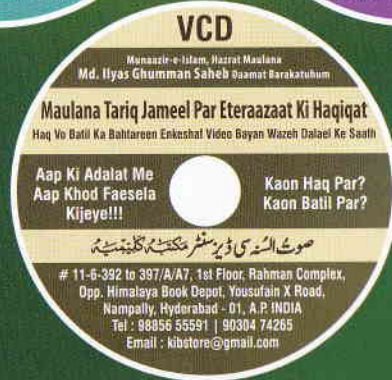 VCD
Munaazir-e-Islam, Hazrat Maulana
Md. Ilyas Ghumman Saheb Daamat Barakatuhum
Maulana Tariq Jameel Par Eteraazaat Ki Haqiqat
Haq Vo Batil Ka Bahtareen Enkeshaf Video Bayan Wazeh Dalael Ke Saath
Aap Ki Adalat Me
Aap Khod Faesela
Kijeye!!!
Kaon Haq Par?
Kaon Batil Par?
صوتُ السُنہ سی ڈیز سنٹر مکتبہ کلیمیہ
# 11-6-392 to 397/A/A7, 1st Floor, Rahman Complex,
Opp. Himalaya Book Depot, Yousufain X Road,
Nampally, Hyderabad - 01, A.P. INDIA
Tel : 98856 55591 | 90304 74265
Email : kibstore@gmail.com